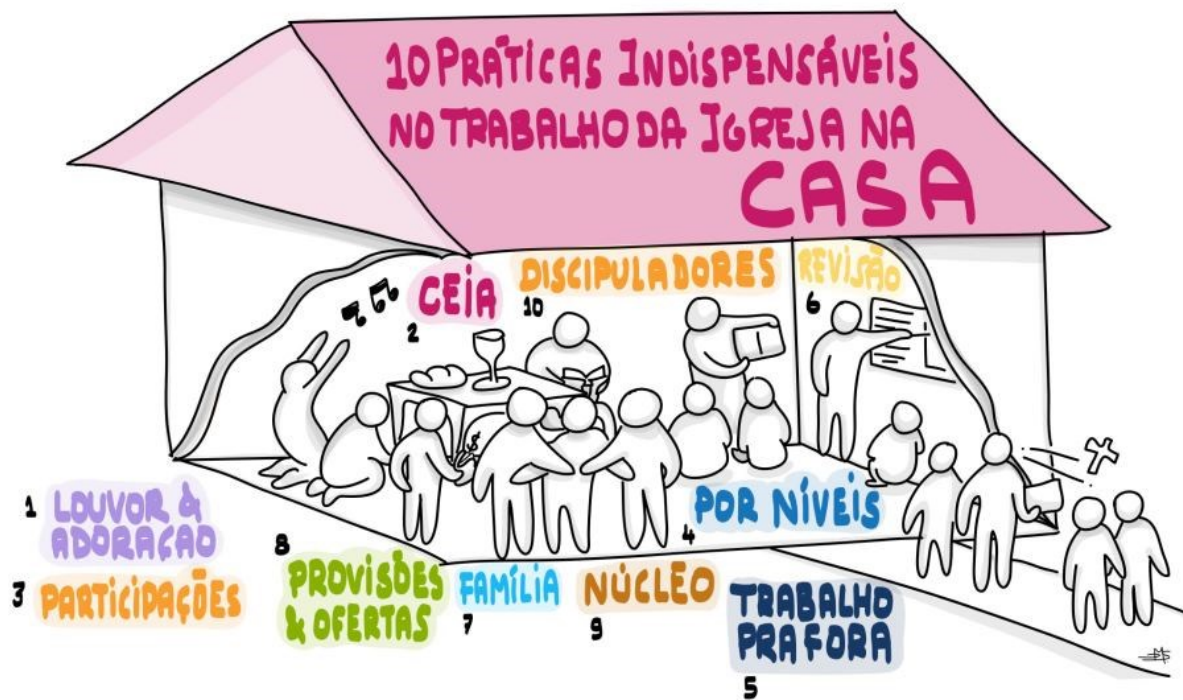 10 PRÁTICAS INDISPENSÁVEIS
NO TRABALHO DA IGREJA NA
CASA
CEIA
2
DISCIPULADORES
10
REVISÃO
6
POR NÍVEIS
4
1 LOUVOR &
ADORAÇAO
3 PARTICIPAÇÕES
8
PROVISÕES
& OFERTAS
FAMÍLIA
7
NÚCLEO
9
TRABALHO
PRA FORA
5